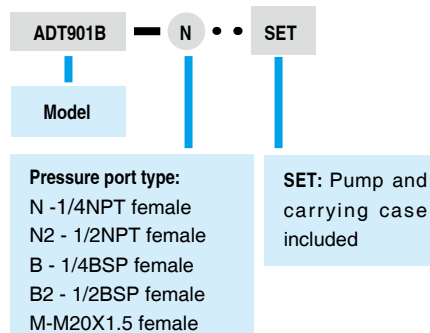 ADT901B — N • • SET
Model
Pressure port type:
N -1/4NPT female
N2 - 1/2NPT female
B - 1/4BSP female
B2 - 1/2BSP female
M-M20X1.5 female
SET: Pump and
carrying case
included